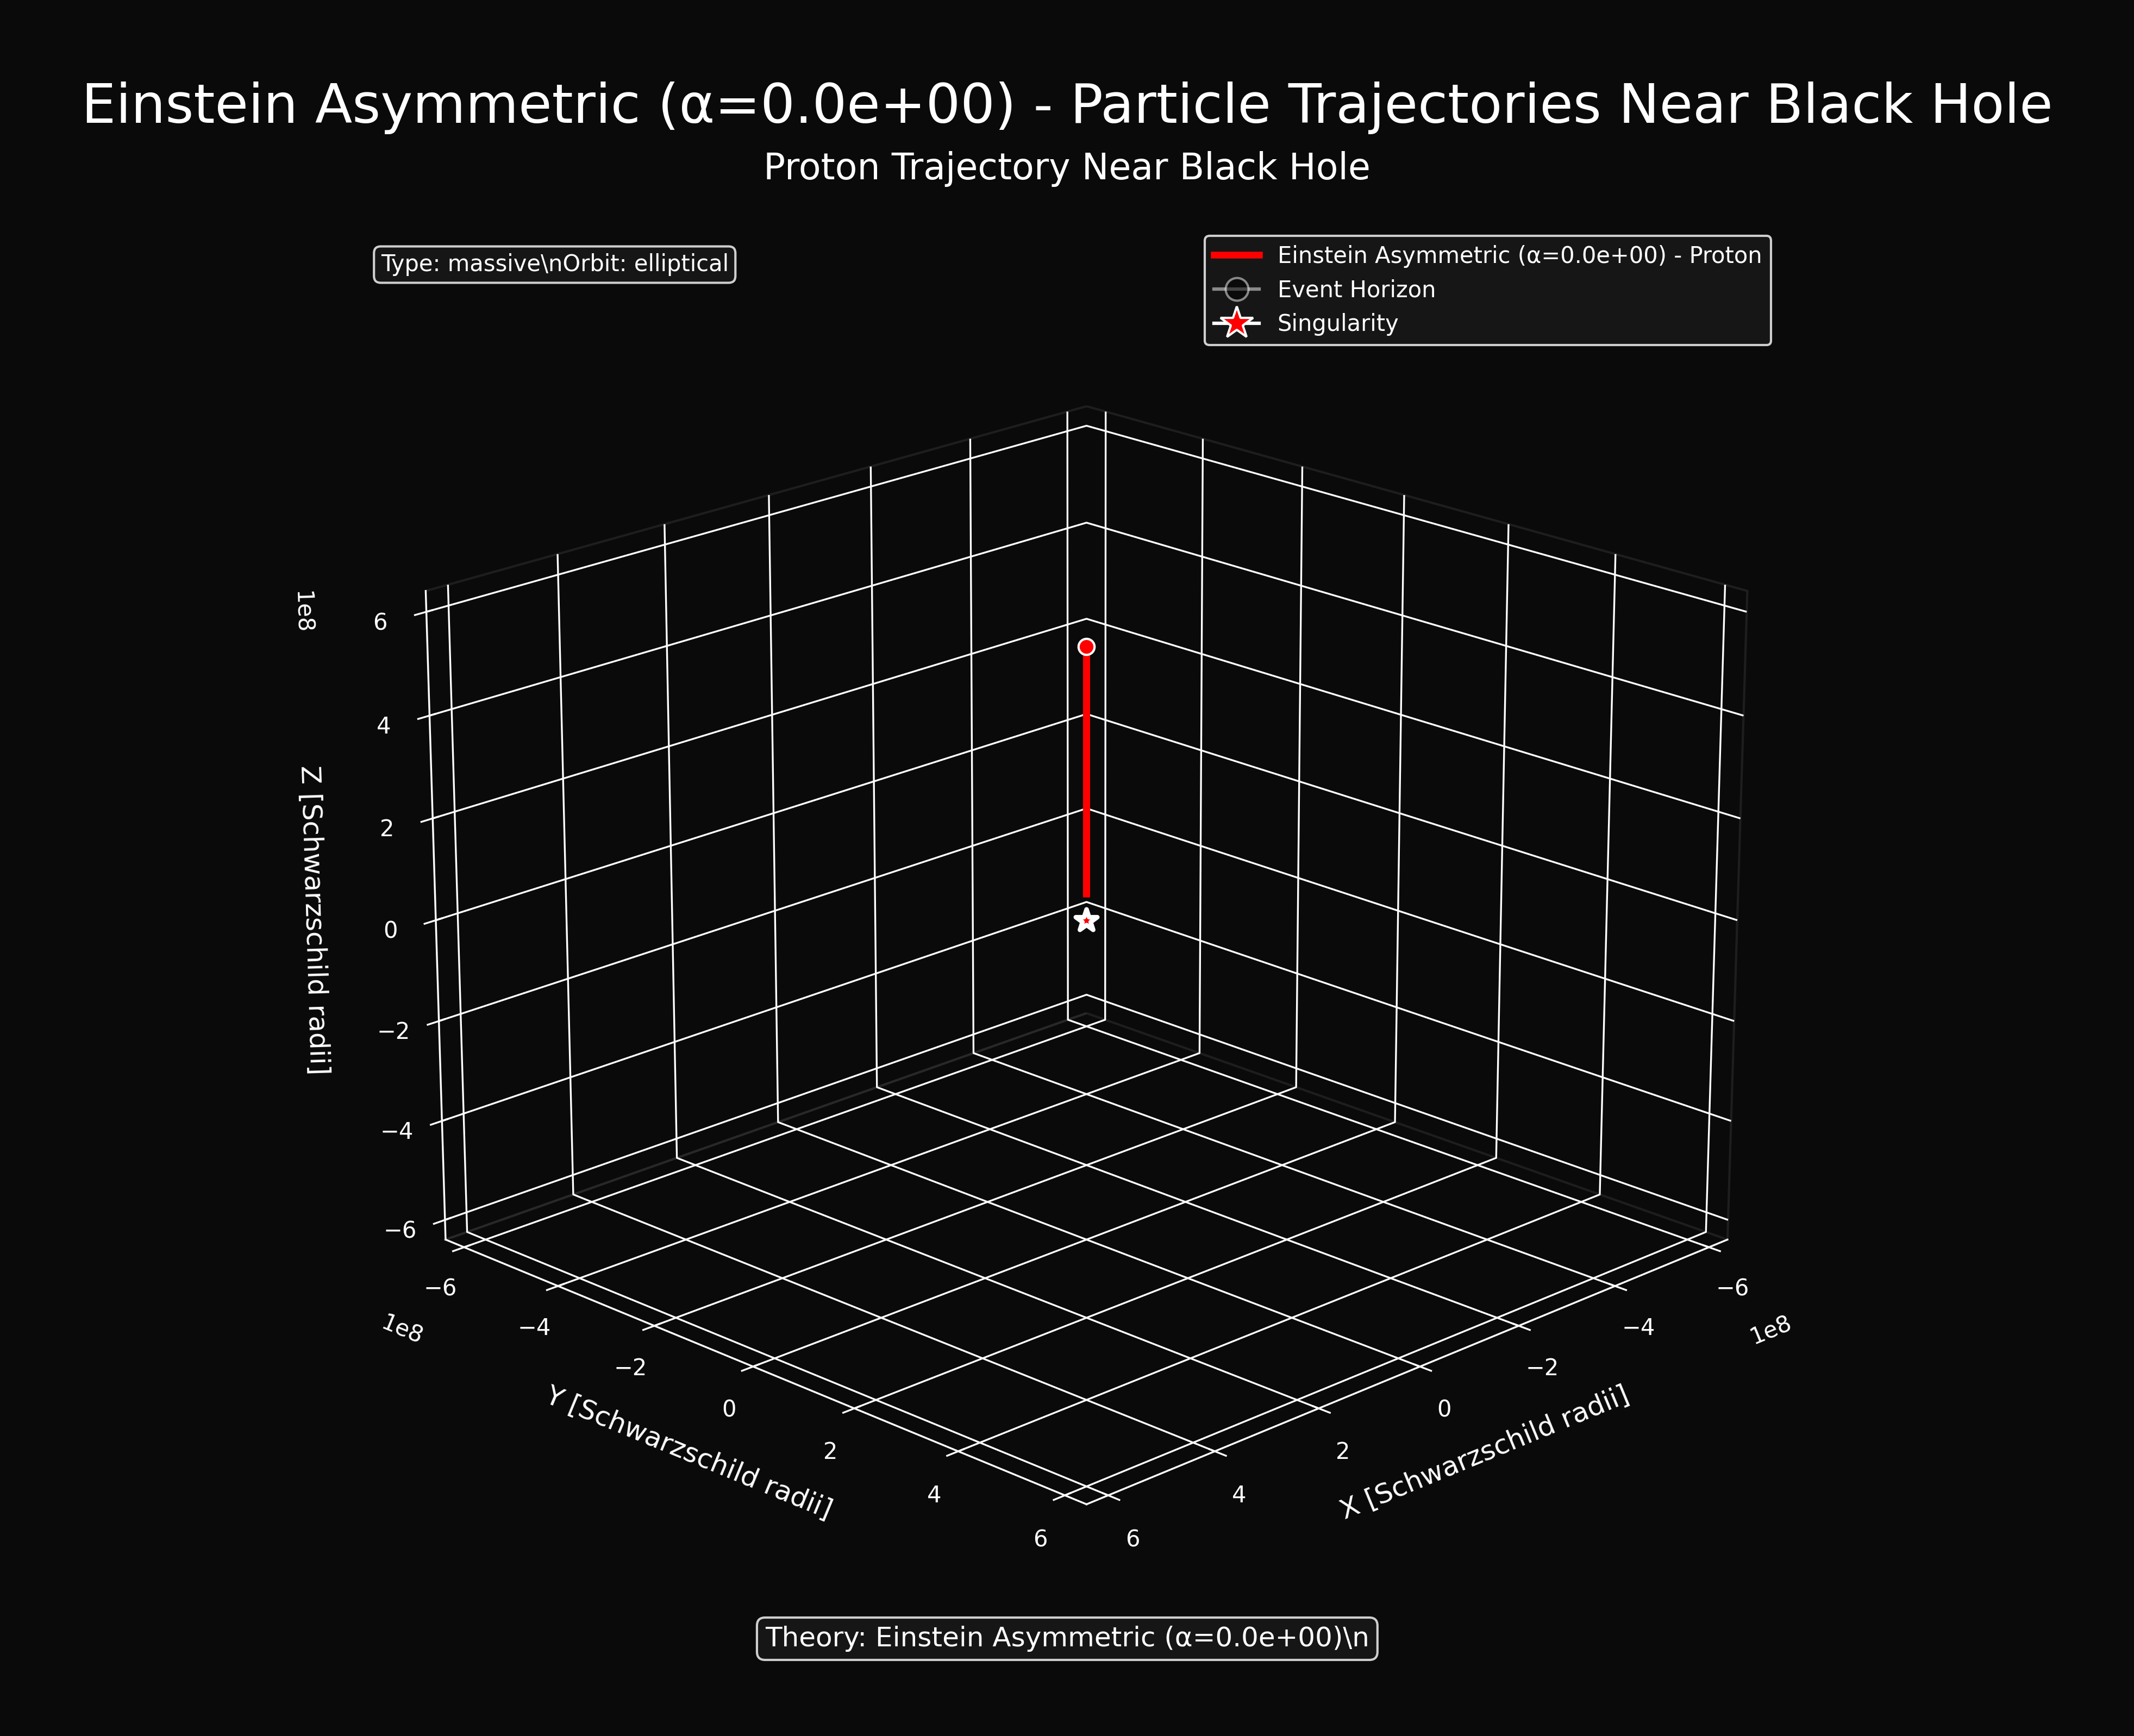 Einstein Asymmetric (α=0.0e+00) - Particle Trajectories Near Black Hole
Proton Trajectory Near Black Hole
Type: massive\nOrbit: elliptical
Einstein Asymmetric (α=0.0e+00) - Proton
Event Horizon
Singularity
1e8
6
4
2
0
−2
−4
−6
Z [Schwarzschild radii]
−6
−4
−2
0
2
4
6
1e8
Y [Schwarzschild radii]
6
4
2
0
−2
−4
−6
1e8
X [Schwarzschild radii]
Theory: Einstein Asymmetric (α=0.0e+00)\n